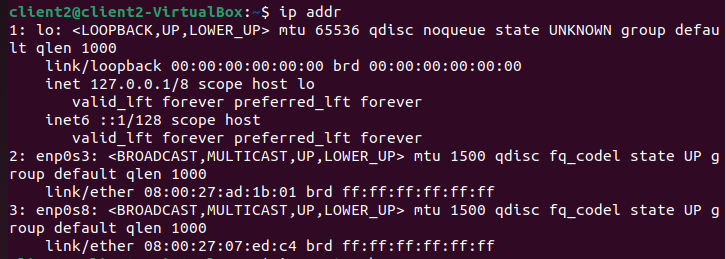 client2@client2-VirtualBox:~$ ip addr
1: lo: <LOOPBACK,UP,LOWER_UP> mtu 65536 qdisc noqueue state UNKNOWN group defau
lt qlen 1000
    link/loopback 00:00:00:00:00:00 brd 00:00:00:00:00:00
    inet 127.0.0.1/8 scope host lo
       valid_lft forever preferred_lft forever
    inet6 ::1/128 scope host
       valid_lft forever preferred_lft forever
2: enp0s3: <BROADCAST,MULTICAST,UP,LOWER_UP> mtu 1500 qdisc fq_codel state UP g
roup default qlen 1000
    link/ether 08:00:27:ad:1b:01 brd ff:ff:ff:ff:ff:ff
3: enp0s8: <BROADCAST,MULTICAST,UP,LOWER_UP> mtu 1500 qdisc fq_codel state UP g
roup default qlen 1000
    link/ether 08:00:27:07:ed:c4 brd ff:ff:ff:ff:ff:ff